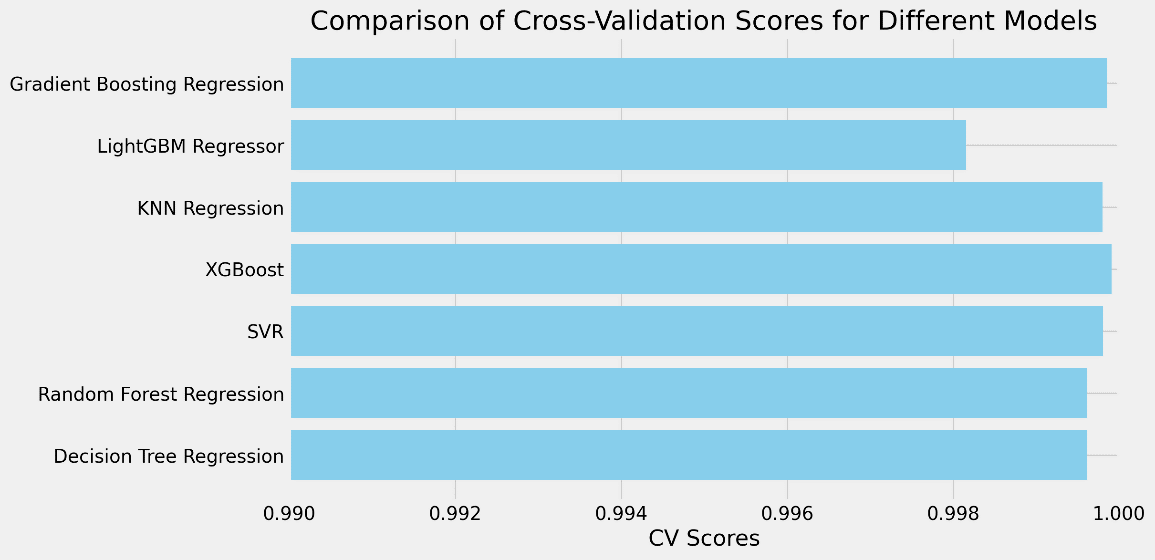 Comparison of Cross-Validation Scores for Different Models
Gradient Boosting Regression
LightGBM Regressor
KNN Regression
XGBoost
SVR
Random Forest Regression
Decision Tree Regression
0.990 0.992 0.994 0.996 0.998 1.000
CV Scores